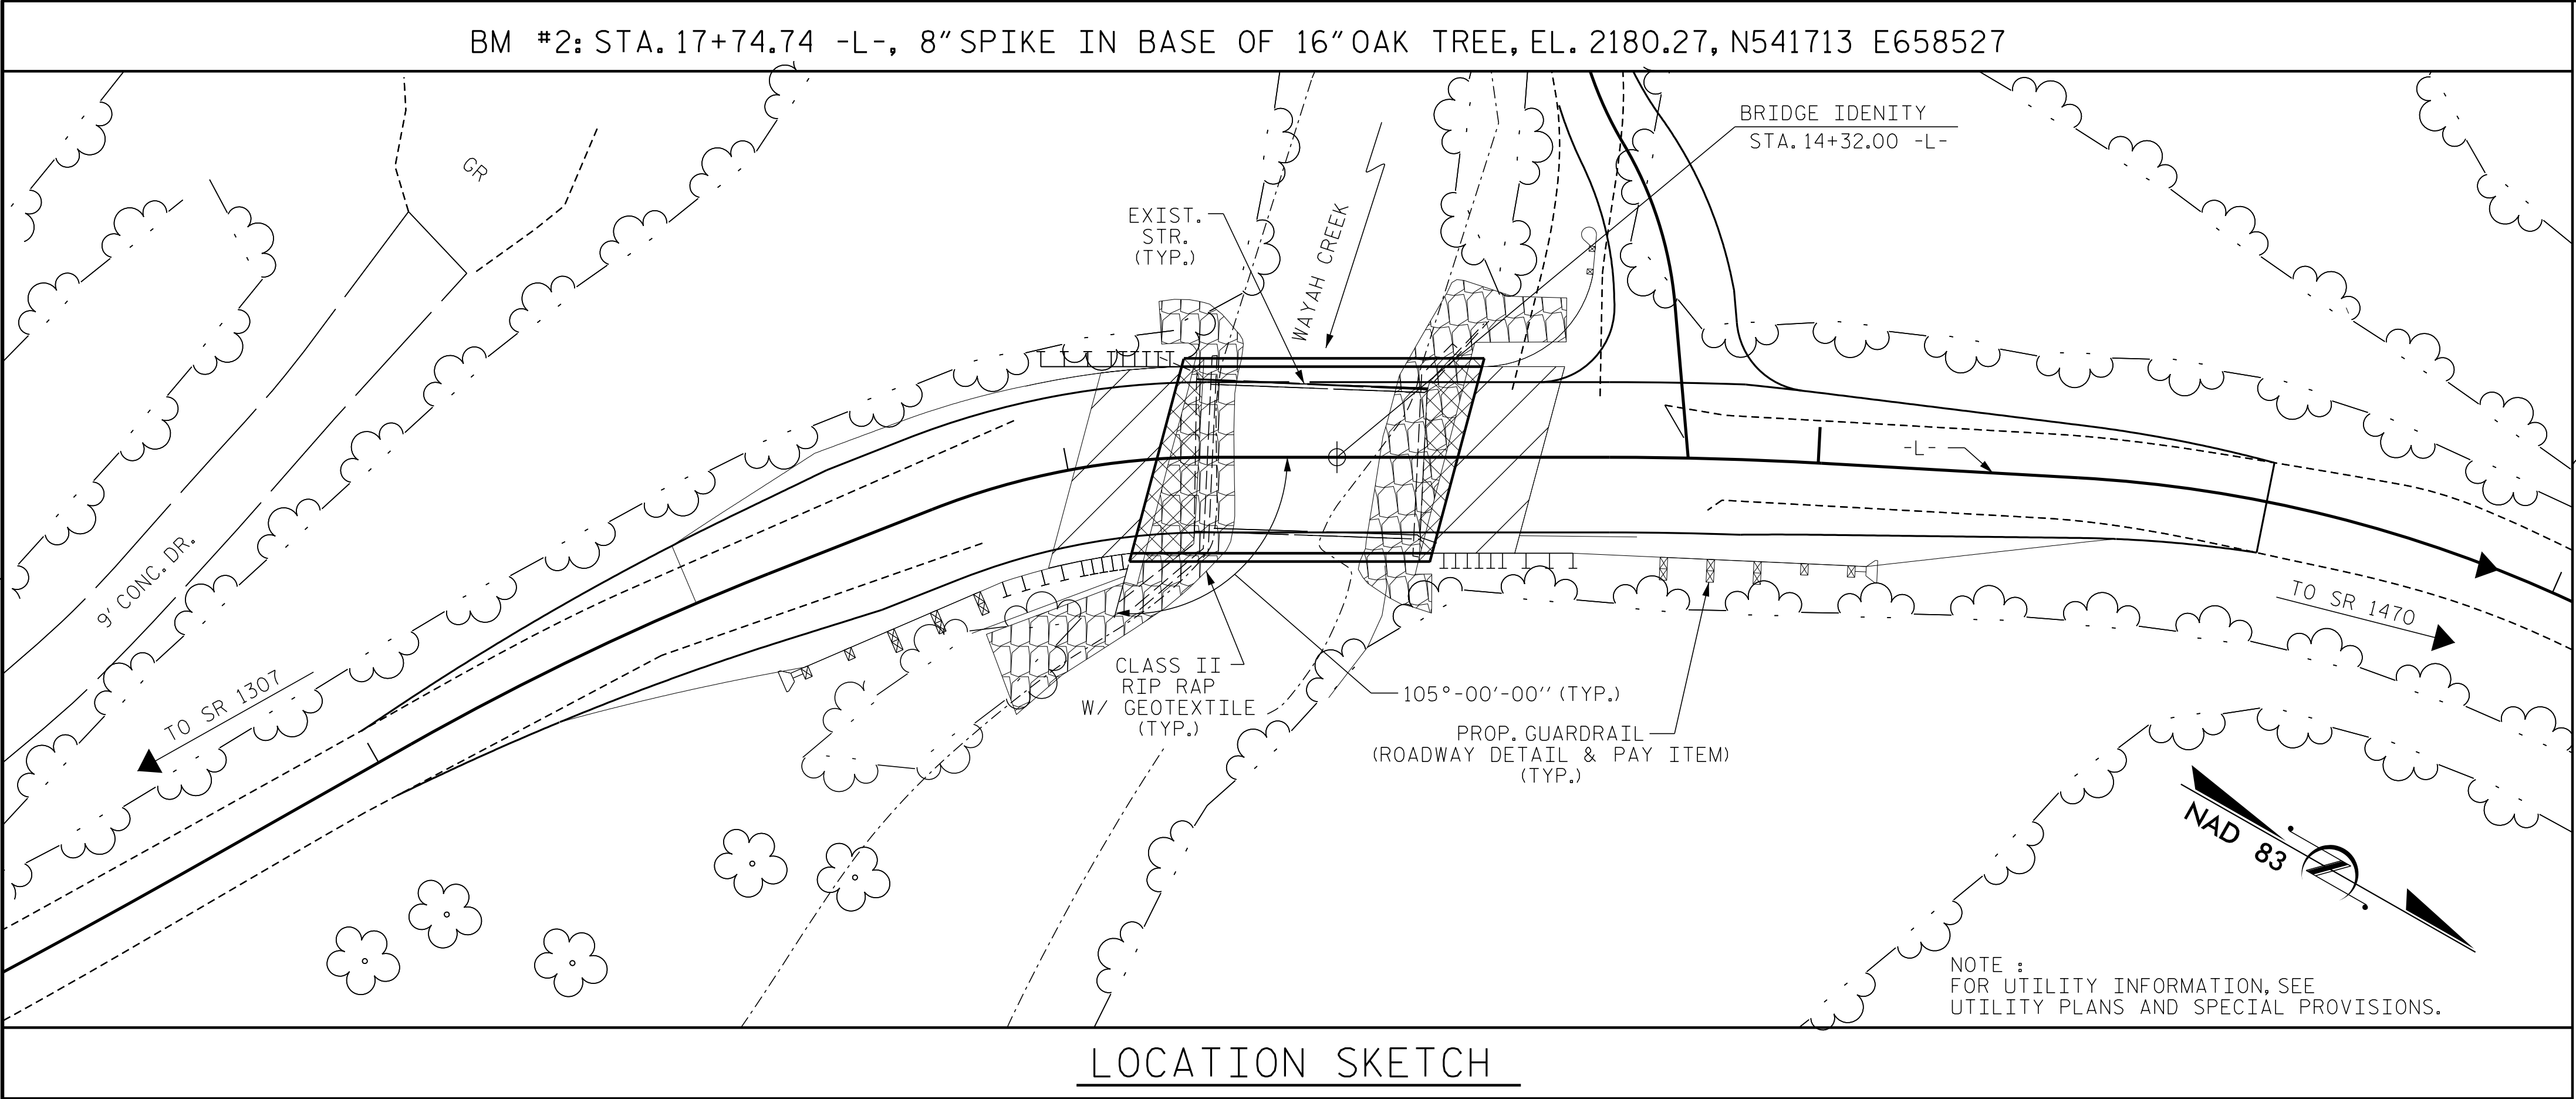 BM #2: STA. 17+74.74 -L-, 8" SPIKE IN BASE OF 16" OAK TREE, EL. 2180.27, N541713 E658527
BRIDGE IDENITY
STA. 14+32.00 -L-
GR
EXIST.
STR.
(TYP.)
WAYAH CREEK
-L-
9' CONC. DR.
TO SR 1307
TO SR 1470
CLASS II
RIP RAP
W/ GEOTEXTILE
(TYP.)
105°-00'-00" (TYP.)
PROP. GUARDRAIL
(ROADWAY DETAIL & PAY ITEM)
(TYP.)
NAD 83
NOTE :
FOR UTILITY INFORMATION, SEE
UTILITY PLANS AND SPECIAL PROVISIONS.
LOCATION SKETCH